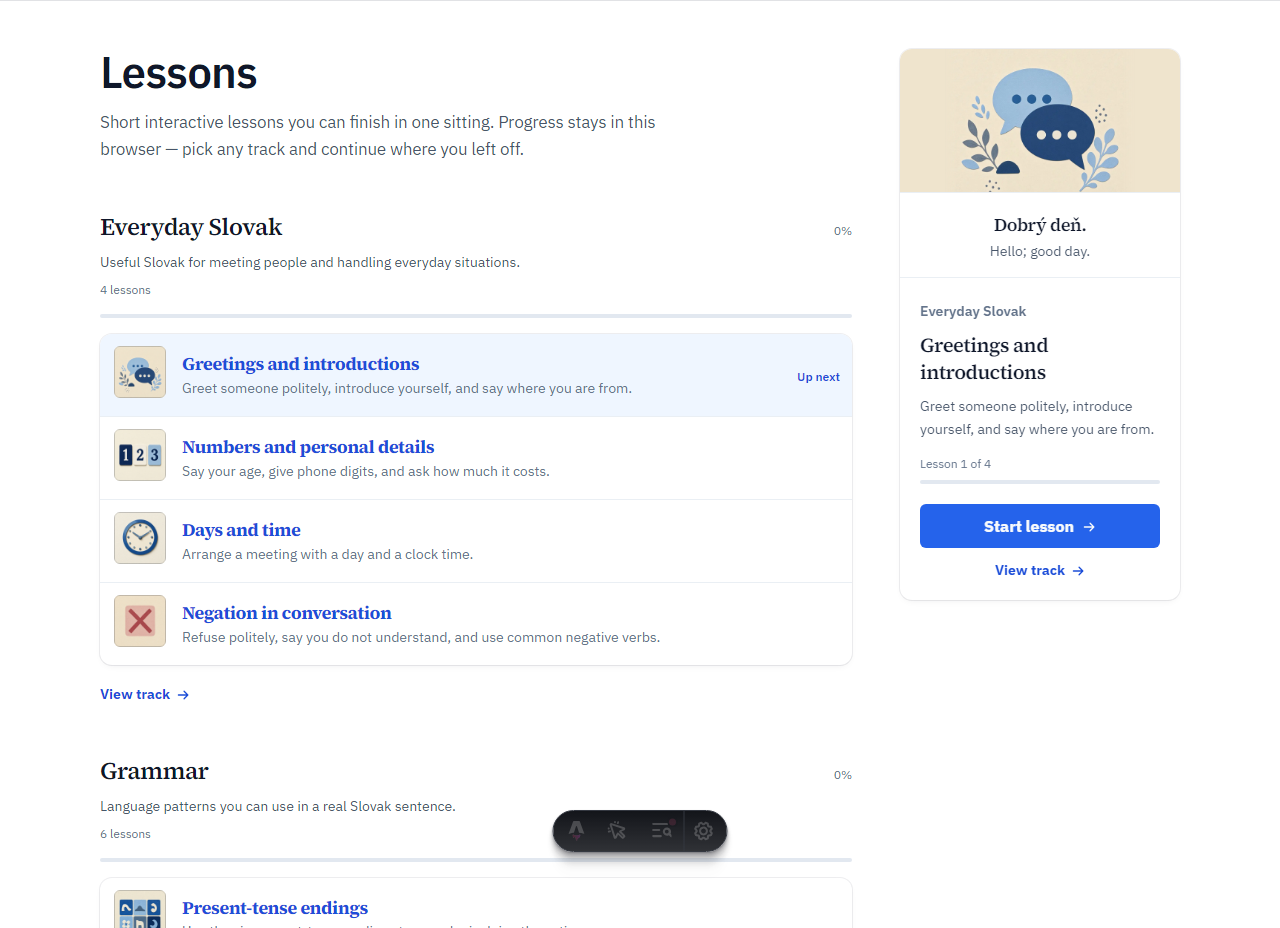 Lessons
Short interactive lessons you can finish in one sitting. Progress stays in this
browser — pick any track and continue where you left off.
Everyday Slovak
0%
Useful Slovak for meeting people and handling everyday situations.
4 lessons
Greetings and introductions
Greet someone politely, introduce yourself, and say where you are from.
Up next
1 2 3
Numbers and personal details
Say your age, give phone digits, and ask how much it costs.
Days and time
Arrange a meeting with a day and a clock time.
Negation in conversation
Refuse politely, say you do not understand, and use common negative verbs.
View track →
Grammar
0%
Language patterns you can use in a real Slovak sentence.
6 lessons
Present-tense endings
Dobrý deň.
Hello; good day.
Everyday Slovak
Greetings and
introductions
Greet someone politely, introduce
yourself, and say where you are from.
Lesson 1 of 4
Start lesson →
View track →